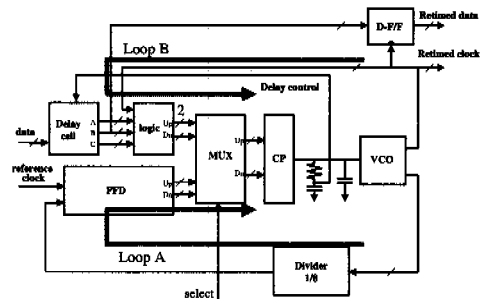 Retimed data
D-F/F
Loop B
Retimed clock
Delay control
Delay
cell
A
B
C
logic
2
Up
Dn
data
MUX
Up
Dn
CP
VCO
reference
clock
PFD
Up
Dn
Loop A
Divider
1/8
select